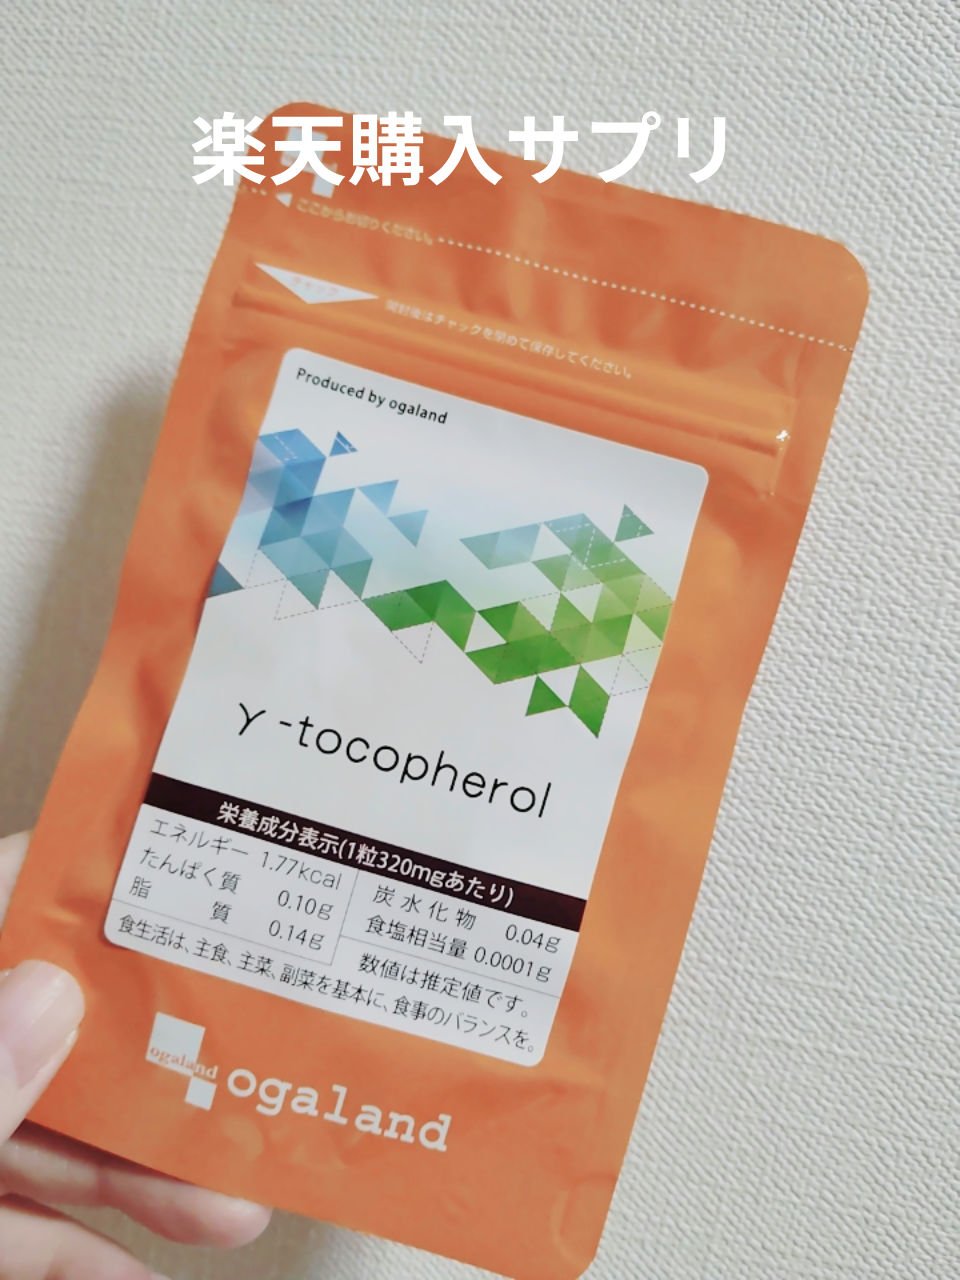 楽天購入サプリ
ここからお切りください。
チャック
開封後はチャックを閉めて保存してください。
Produced by ogaland
γ-tocopherol
栄養成分表示(1粒320mgあたり)
エネルギー 1.77kcal
たんぱく質 0.10g
脂質 0.14g
炭水化物 0.04g
食塩相当量 0.0001g
数値は推定値です。
食生活は、主食、主菜、副菜を基本に、食事のバランスを。
ogaland
ogaland